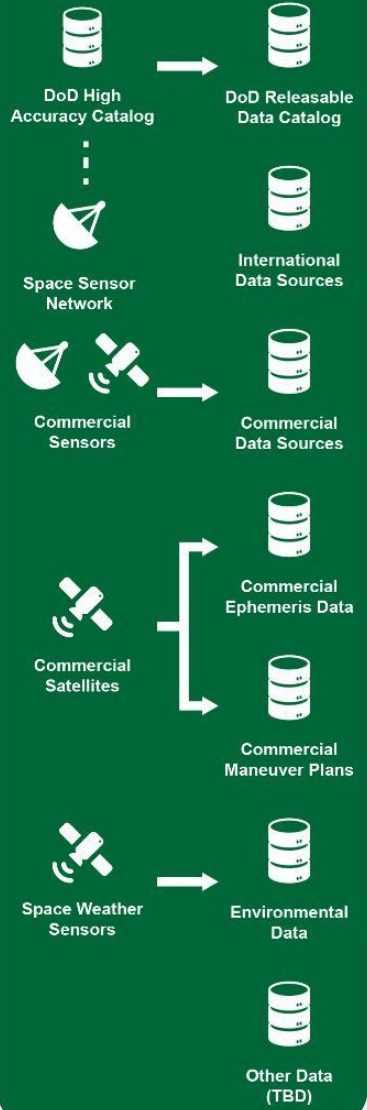 DoD High
Accuracy Catalog
DoD Releasable
Data Catalog
Space Sensor
Network
International
Data Sources
Commercial
Sensors
Commercial
Data Sources
Commercial
Satellites
Commercial
Ephemeris Data
Commercial
Maneuver Plans
Space Weather
Sensors
Environmental
Data
Other Data
(TBD)